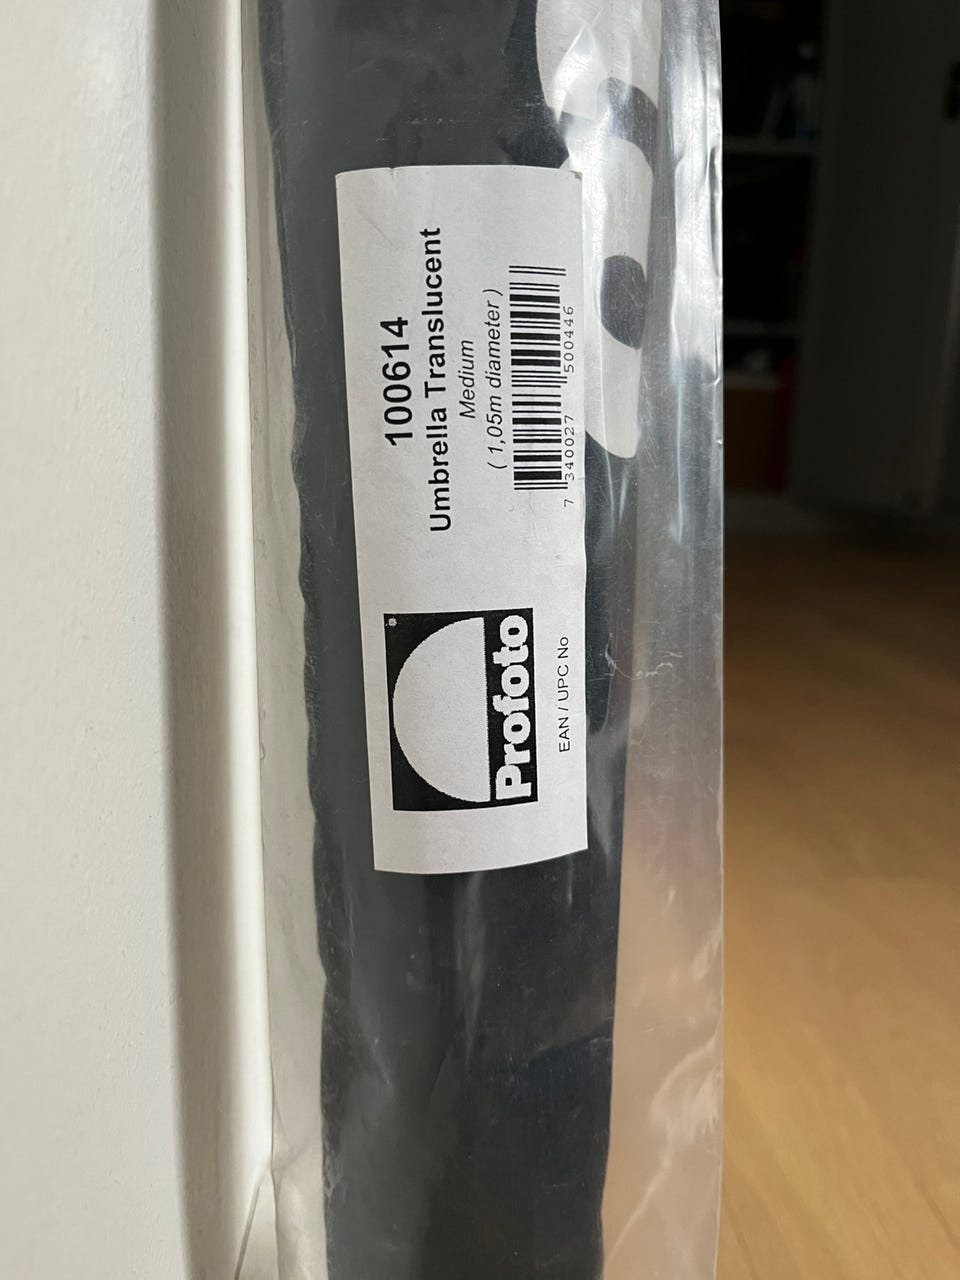 100614
Umbrella Translucent
Medium
( 1,05m diameter )
7 340027 500446
Profoto
®
EAN / UPC No